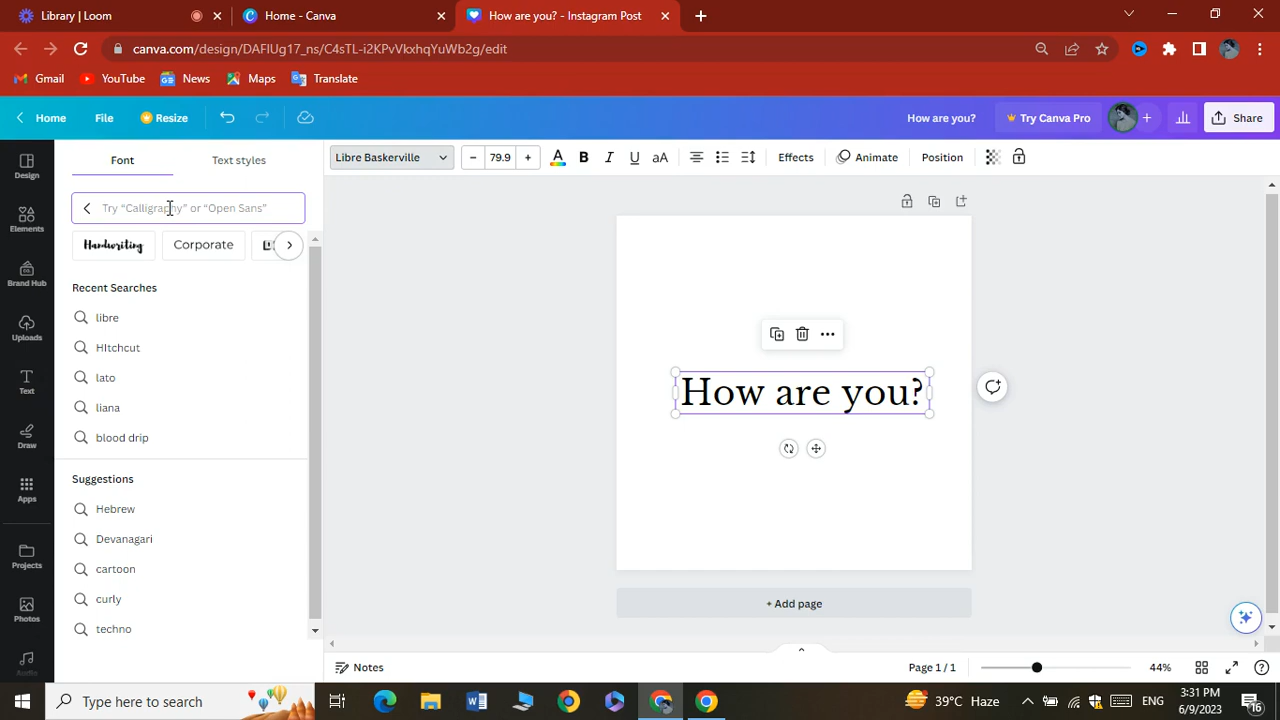 Library | Loom
Home - Canva
How are you? - Instagram Post
canva.com/design/DAFlUg17_ns/C4sTL-i2KPvVkxhqYuWb2g/edit
Gmail
YouTube
News
Maps
Translate
Home
File
Resize
How are you?
Try Canva Pro
Share
Font
Text styles
Libre Baskerville
79.9
B
I
U
aA
Effects
Animate
Position
Try “Calligraphy” or “Open Sans”
Handwriting
Corporate
Recent Searches
libre
HItchcut
lato
liana
blood drip
Suggestions
Hebrew
Devanagari
cartoon
curly
techno
Design
Elements
Brand Hub
Uploads
Text
Draw
Apps
Projects
Photos
Audio
How are you?
+ Add page
Notes
Page 1 / 1
44%
Type here to search
39°C Haze
ENG
3:31 PM
6/9/2023
16